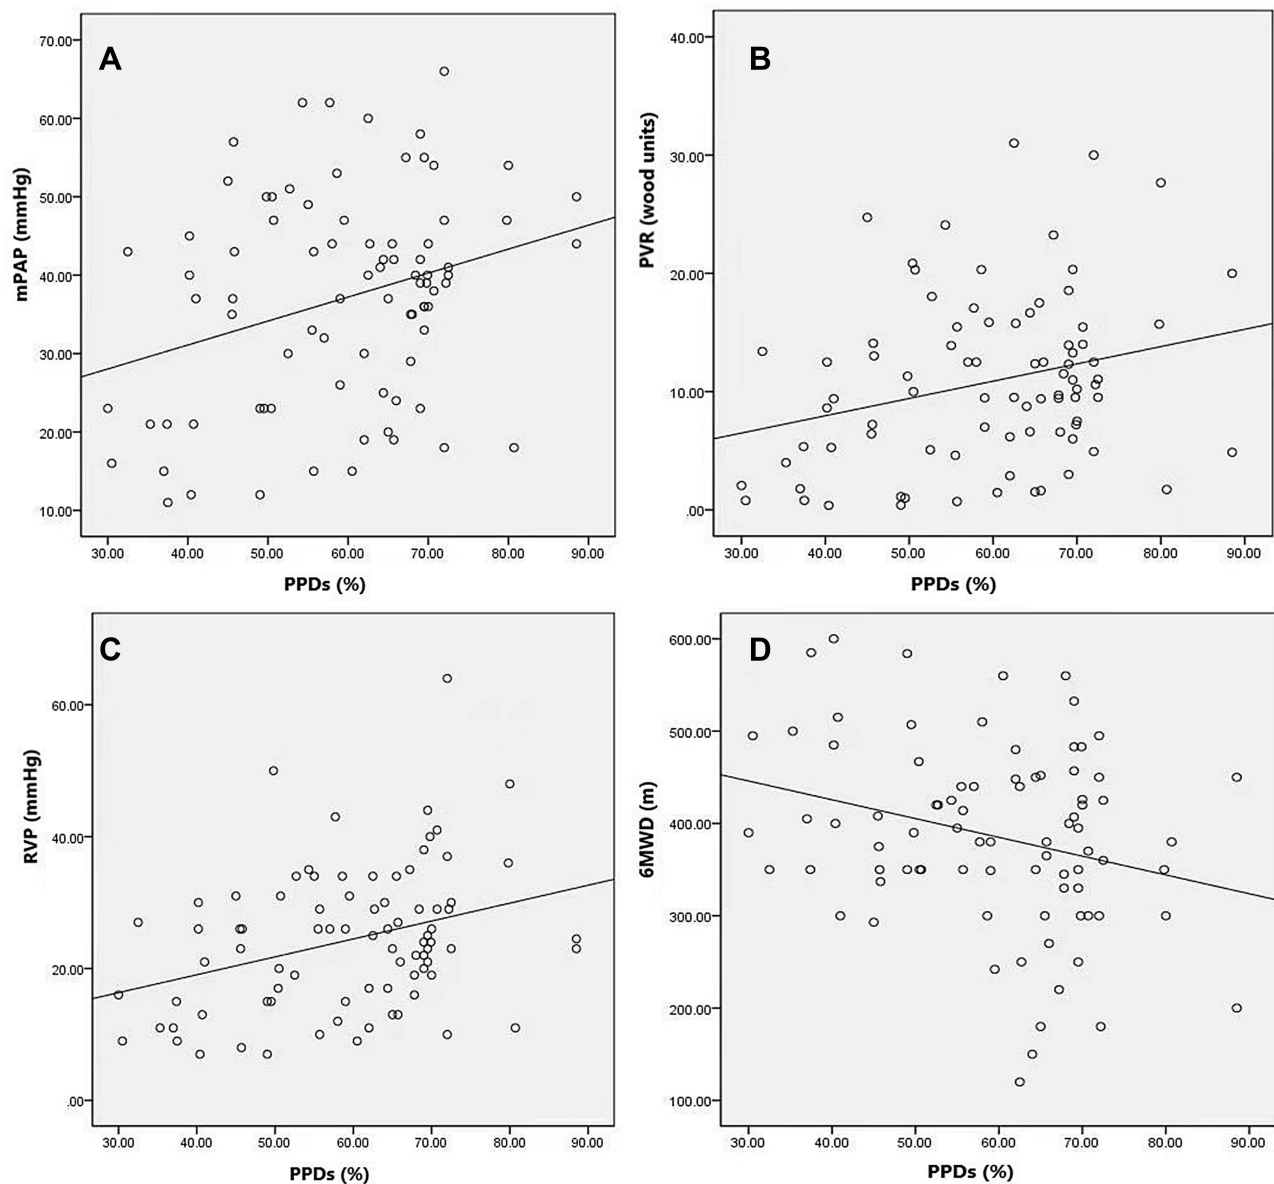 A
mPAP (mmHg)
70.00
60.00
50.00
40.00
30.00
20.00
10.00
30.00 40.00 50.00 60.00 70.00 80.00 90.00
PPDs (%)
B
PVR (wood units)
40.00
30.00
20.00
10.00
.00
30.00 40.00 50.00 60.00 70.00 80.00 90.00
PPDs (%)
C
RVP (mmHg)
60.00
40.00
20.00
.00
30.00 40.00 50.00 60.00 70.00 80.00 90.00
PPDs (%)
D
6MWD (m)
600.00
500.00
400.00
300.00
200.00
100.00
30.00 40.00 50.00 60.00 70.00 80.00 90.00
PPDs (%)